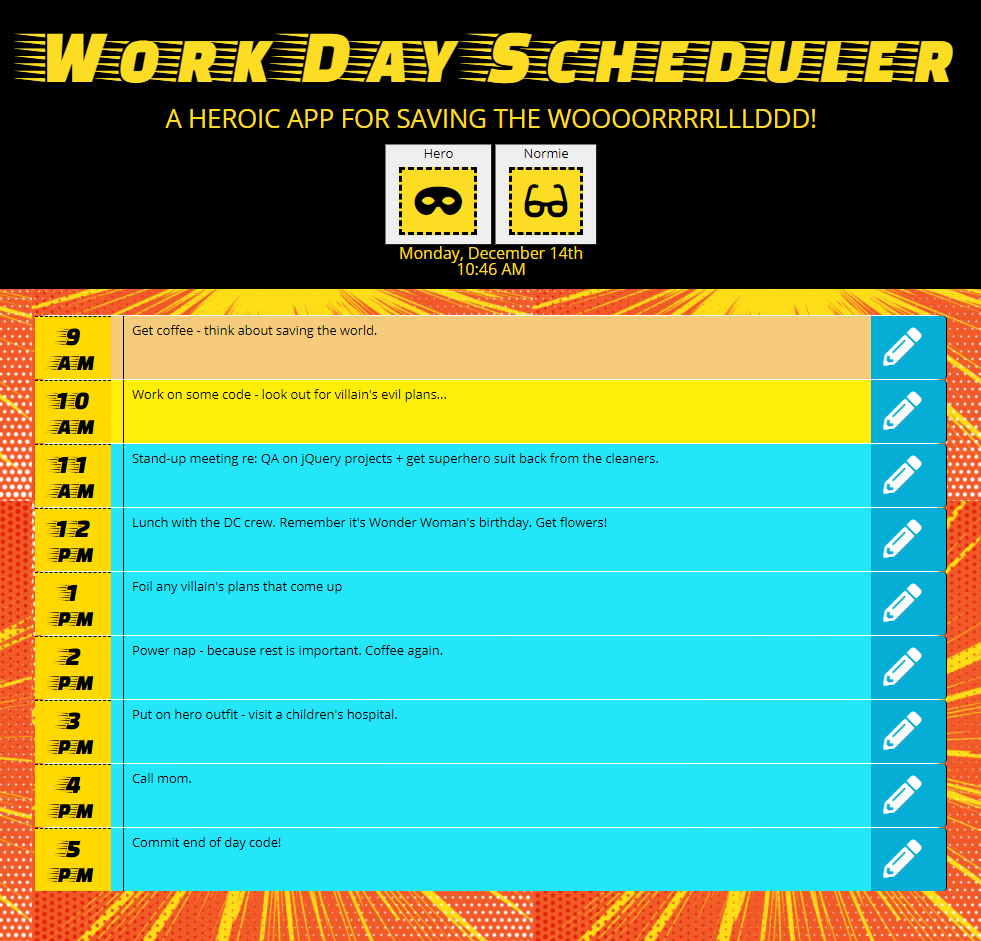 Work Day Scheduler
A HEROIC APP FOR SAVING THE WOOOORRRRLLLDDD!
Hero Normie
Monday, December 14th
10:46 AM
9 AM
Get coffee - think about saving the world.
10 AM
Work on some code - look out for villain's evil plans...
11 AM
Stand-up meeting re: QA on jQuery projects + get superhero suit back from the cleaners.
12 PM
Lunch with the DC crew. Remember it's Wonder Woman's birthday. Get flowers!
1 PM
Foil any villain's plans that come up
2 PM
Power nap - because rest is important. Coffee again.
3 PM
Put on hero outfit - visit a children's hospital.
4 PM
Call mom.
5 PM
Commit end of day code!